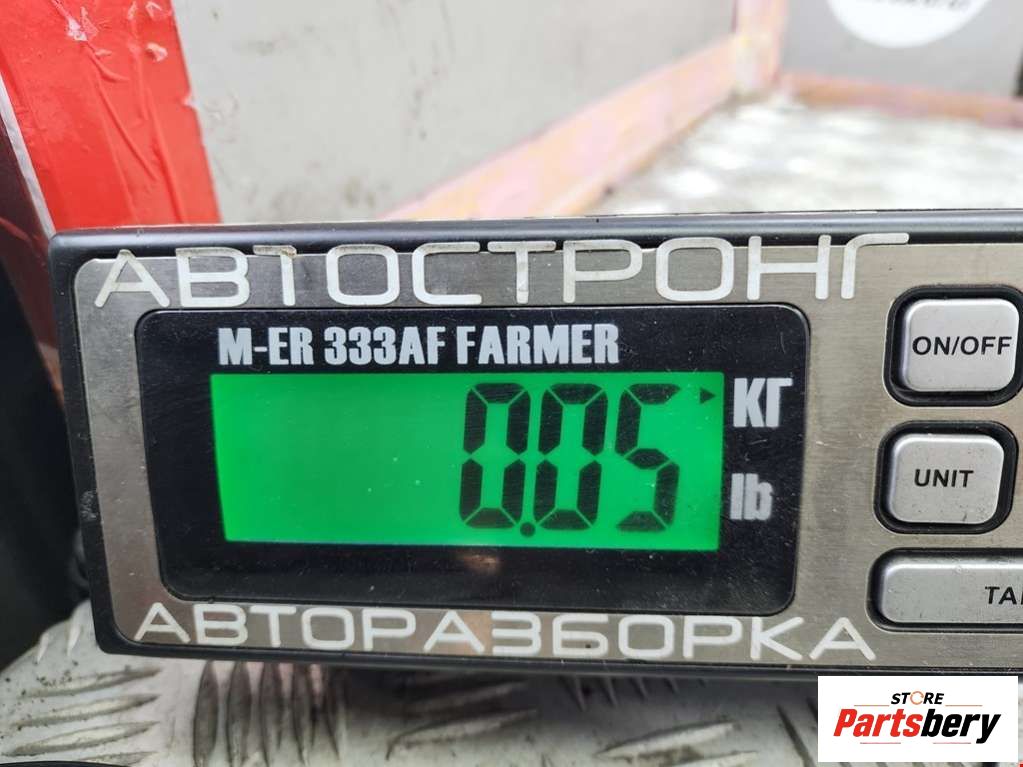 АВТОСТРОНГ
M-ER 333AF FARMER
0.05 КГ
lb
ON/OFF
UNIT
АВТОРАЗБОРКА
STORE
Partsbery